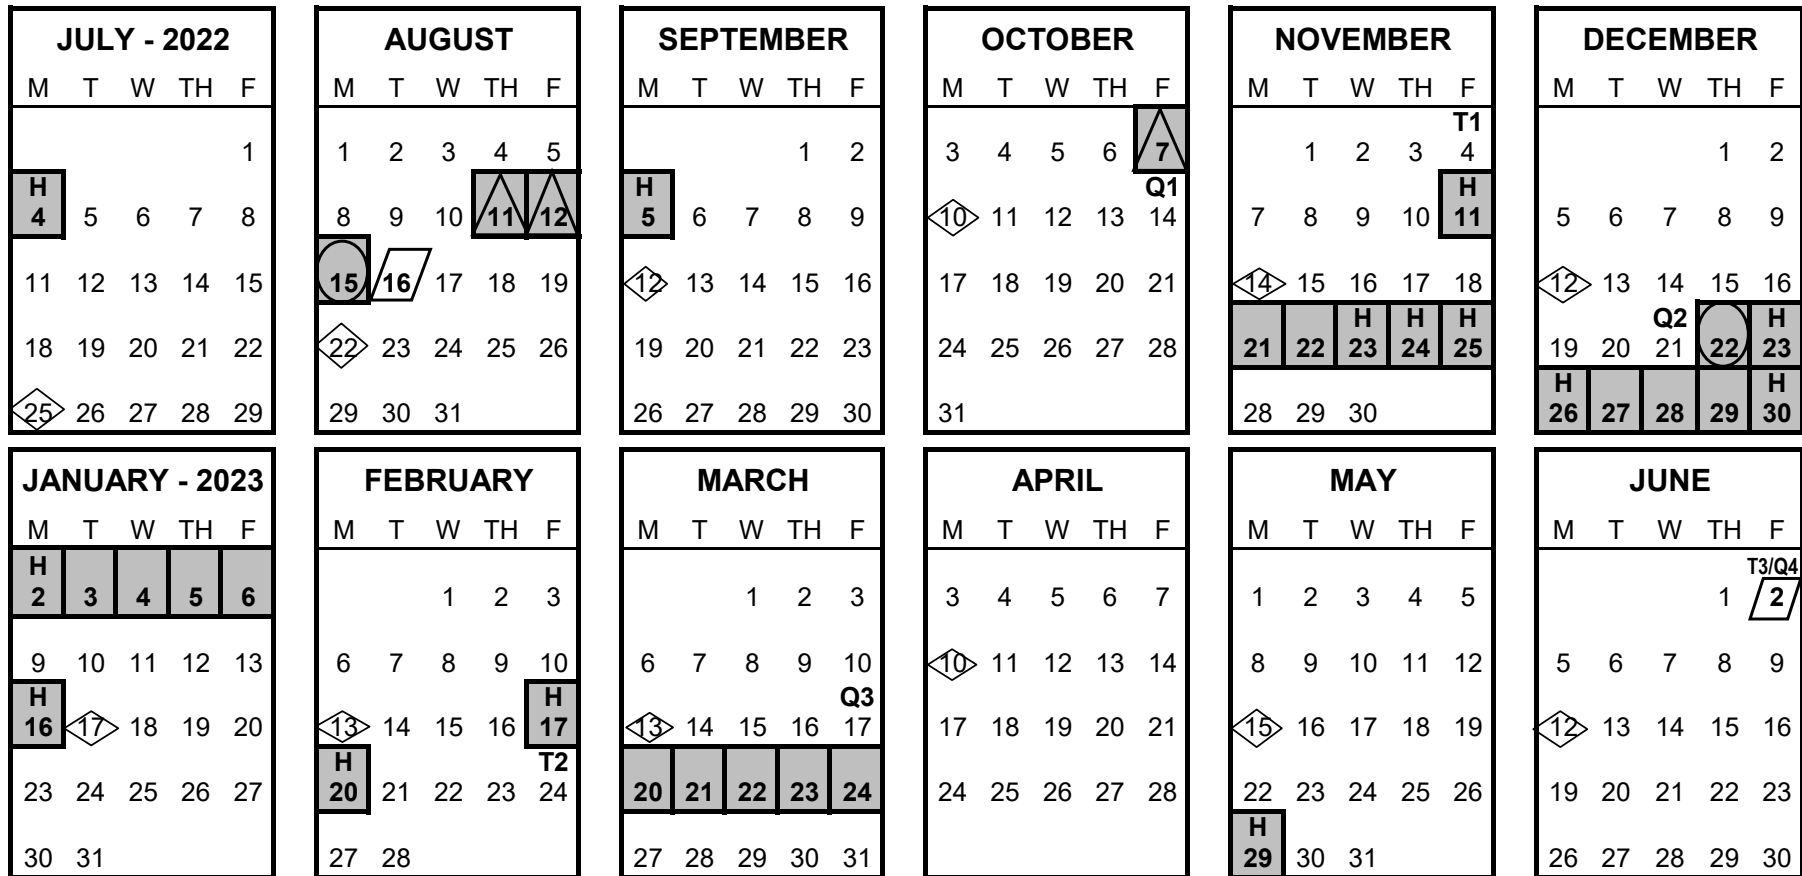 JULY - 2022
M T W TH F
1
H
4 5 6 7 8
11 12 13 14 15
18 19 20 21 22
25 26 27 28 29
AUGUST
M T W TH F
1 2 3 4 5
8 9 10 11 12
15 16 17 18 19
22 23 24 25 26
29 30 31
SEPTEMBER
M T W TH F
1 2
H
5 6 7 8 9
12 13 14 15 16
19 20 21 22 23
26 27 28 29 30
OCTOBER
M T W TH F
3 4 5 6 7
Q1
10 11 12 13 14
17 18 19 20 21
24 25 26 27 28
31
NOVEMBER
M T W TH F
T1
1 2 3 4
H
7 8 9 10 11
14 15 16 17 18
H H H
21 22 23 24 25
28 29 30
DECEMBER
M T W TH F
1 2
5 6 7 8 9
12 13 14 15 16
Q2 H
19 20 21 22 23
H H
26 27 28 29 30
JANUARY - 2023
M T W TH F
H
2 3 4 5 6
9 10 11 12 13
H
16 17 18 19 20
23 24 25 26 27
30 31
FEBRUARY
M T W TH F
1 2 3
6 7 8 9 10
H
13 14 15 16 17
H T2
20 21 22 23 24
27 28
MARCH
M T W TH F
1 2 3
6 7 8 9 10
Q3
13 14 15 16 17
20 21 22 23 24
27 28 29 30 31
APRIL
M T W TH F
3 4 5 6 7
10 11 12 13 14
17 18 19 20 21
24 25 26 27 28
MAY
M T W TH F
1 2 3 4 5
8 9 10 11 12
15 16 17 18 19
22 23 24 25 26
H
29 30 31
JUNE
M T W TH F
T3/Q4
1 2
5 6 7 8 9
12 13 14 15 16
19 20 21 22 23
26 27 28 29 30